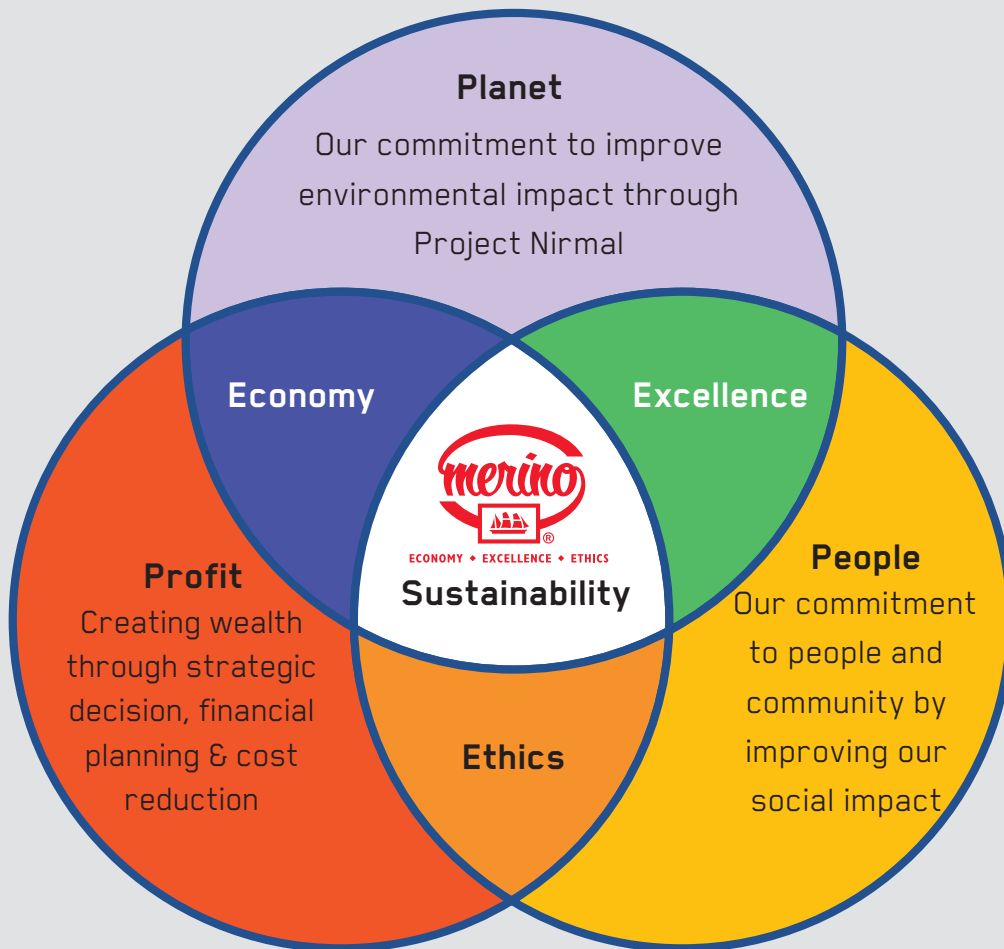 Planet
Our commitment to improve
environmental impact through
Project Nirmal
Economy
Excellence
merino
®
ECONOMY ♦ EXCELLENCE ♦ ETHICS
Sustainability
Profit
Creating wealth
through strategic
decision, financial
planning & cost
reduction
People
Our commitment
to people and
community by
improving our
social impact
Ethics